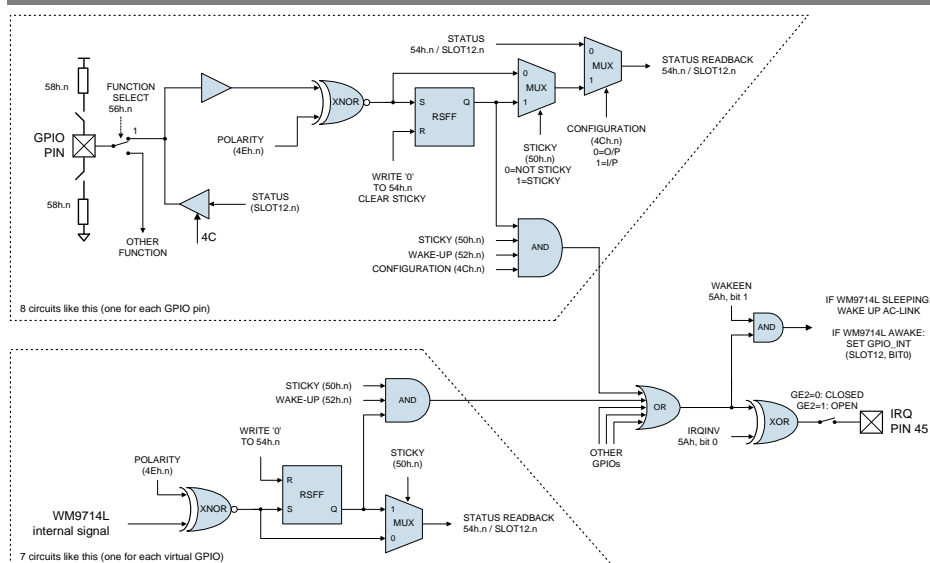 58h.n
FUNCTION
SELECT
56h.n
1
GPIO
PIN
58h.n
OTHER
FUNCTION
4C
STATUS
(SLOT12.n)
POLARITY
(4Eh.n)
XNOR
S
Q
RSFF
R
WRITE '0'
TO 54h.n
CLEAR STICKY
STATUS
54h.n / SLOT12.n
0
MUX
1
0
MUX
1
STATUS READBACK
54h.n / SLOT12.n
STICKY
(50h.n)
0=NOT STICKY
1=STICKY
CONFIGURATION
(4Ch.n)
0=O/P
1=I/P
STICKY (50h.n)
WAKE-UP (52h.n)
CONFIGURATION (4Ch.n)
AND
8 circuits like this (one for each GPIO pin)
WAKEEN
5Ah, bit 1
AND
IF WM9714L SLEEPING:
WAKE UP AC-LINK
IF WM9714L AWAKE:
SET GPIO_INT
(SLOT12, BIT0)
STICKY (50h.n)
WAKE-UP (52h.n)
AND
OR
OTHER
GPIOs
IRQINV
5Ah, bit 0
XOR
GE2=0: CLOSED
GE2=1: OPEN
IRQ
PIN 45
WRITE '0'
TO 54h.n
POLARITY
(4Eh.n)
WM9714L
internal signal
XNOR
R
RSFF
S
Q
STICKY
(50h.n)
1
MUX
0
STATUS READBACK
54h.n / SLOT12.n
7 circuits like this (one for each virtual GPIO)